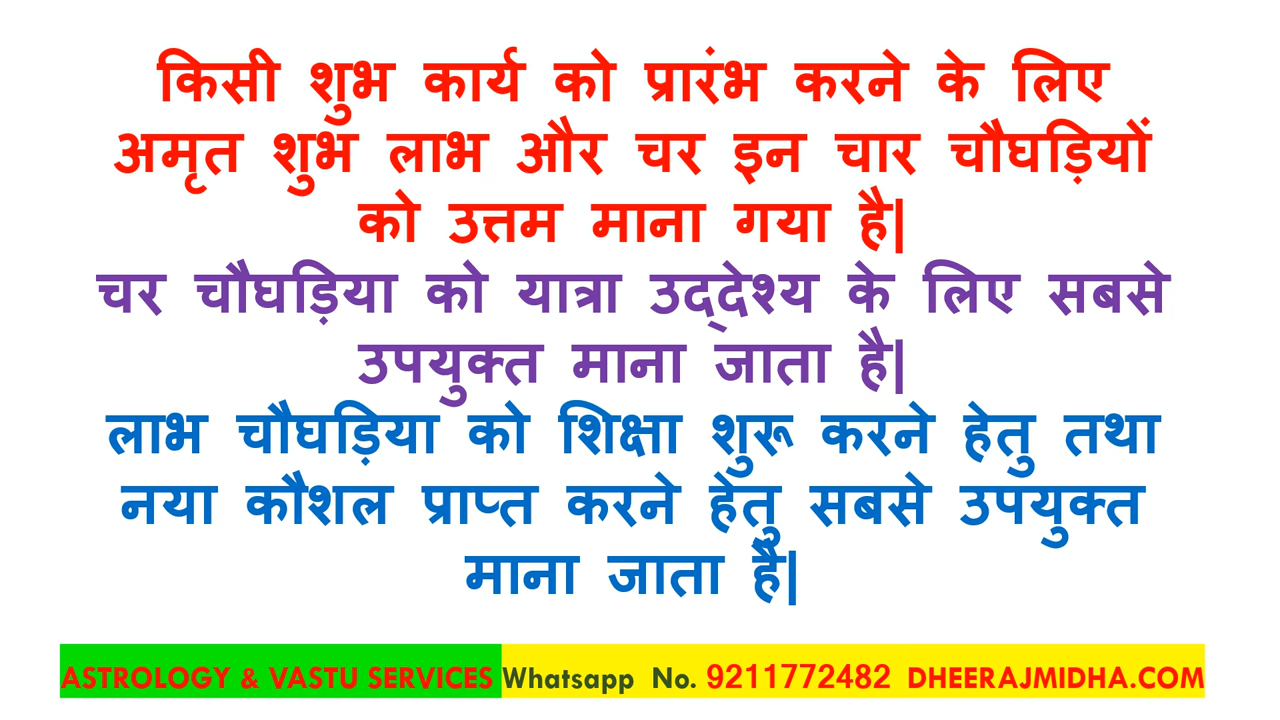 किसी शुभ कार्य को प्रारंभ करने के लिए
अमृत शुभ लाभ और चर इन चार चौघड़ियों
को उत्तम माना गया है|
चर चौघड़िया को यात्रा उद्देश्य के लिए सबसे
उपयुक्त माना जाता है|
लाभ चौघड़िया को शिक्षा शुरू करने हेतु तथा
नया कौशल प्राप्त करने हेतु सबसे उपयुक्त
माना जाता है|
ASTROLOGY & VASTU SERVICES Whatsapp No. 9211772482 DHEERAJMIDHA.COM